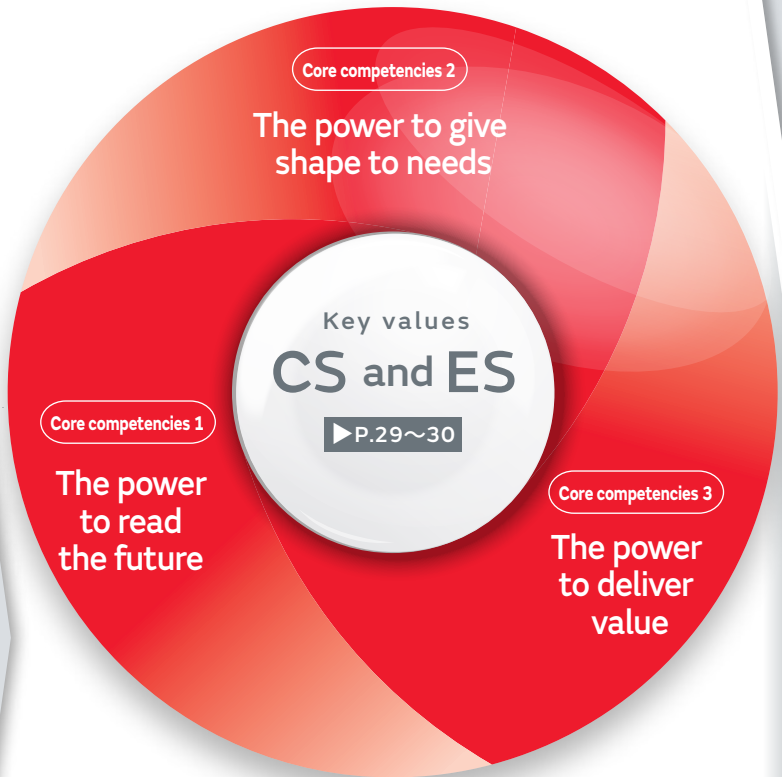 Core competencies 2
The power to give
shape to needs
Key values
CS and ES
▶P.29～30
Core competencies 1
The power
to read
the future
Core competencies 3
The power
to deliver
value